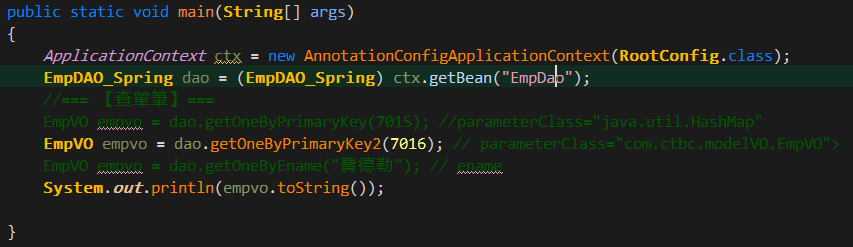 public static void main(String[] args)
{
ApplicationContext ctx = new AnnotationConfigApplicationContext(RootConfig.class);
EmpDAO_Spring dao = (EmpDAO_Spring) ctx.getBean("EmpDao");
//=== 【查單筆】===
EmpVO empvo = dao.getOneByPrimaryKey(7015); //parameterClass="java.util.HashMap"
EmpVO empvo = dao.getOneByPrimaryKey2(7016); // parameterClass="com.ctbc.modelVO.EmpVO">
EmpVO empvo = dao.getOneByEname("賈德勒"); // ename
System.out.println(empvo.toString());
}